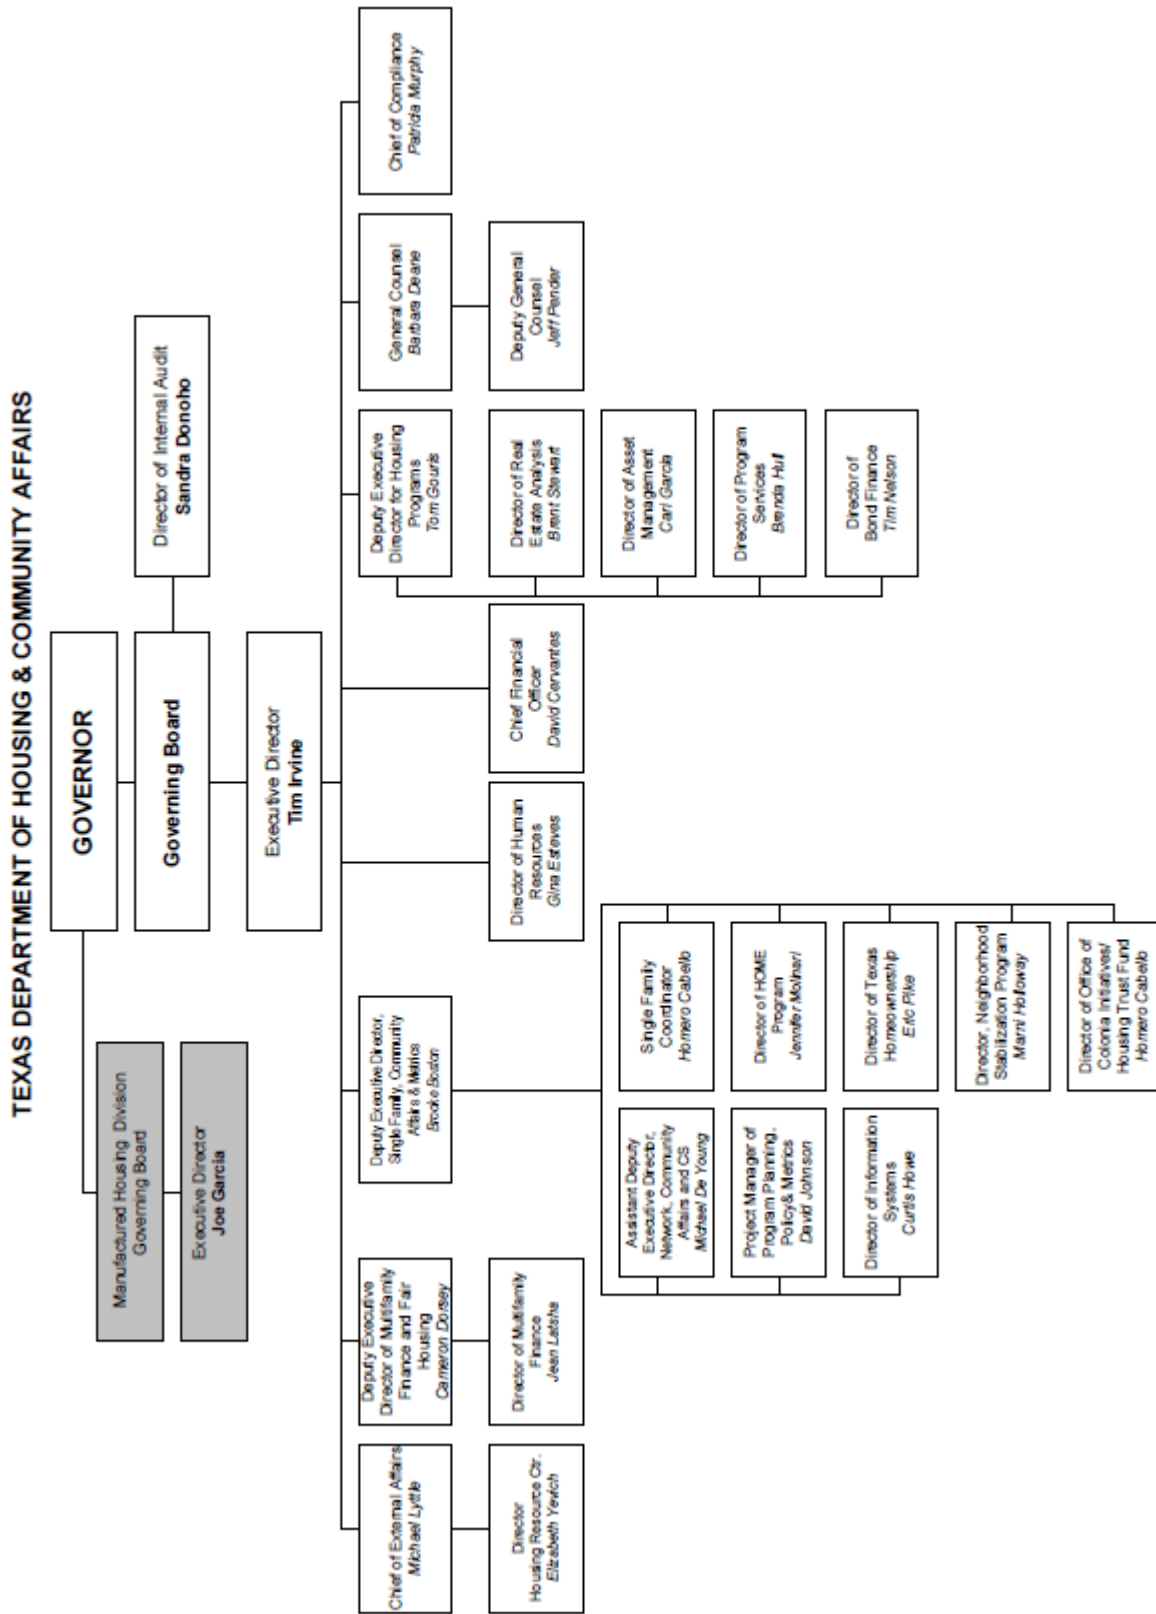 TEXAS DEPARTMENT OF HOUSING & COMMUNITY AFFAIRS
GOVERNOR
Manufactured Housing Division
Governing Board
Executive Director
Joe Garcia
Governing Board
Director of Internal Audit
Sandra Donoho
Executive Director
Tim Irvine
Chief of External Affairs
Michael Lyttle
Deputy Executive
Director of Multifamily
Finance and Fair
Housing
Cameron Dorsey
Deputy Executive Director,
Single Family, Community
Affairs & Metrics
Brooke Boston
Deputy Executive
Director for Housing
Programs
Tom Gouris
General Counsel
Barbara Deane
Chief of Compliance
Patricia Murphy
Director
Housing Resource Ctr.
Elizabeth Yevich
Director of Multifamily
Finance
Jean Latsha
Director of Human
Resources
Gina Esteves
Chief Financial
Officer
David Cervantes
Director of Real
Estate Analysis
Brent Stewart
Deputy General
Counsel
Jeff Pender
Assistant Deputy
Executive Director,
Network, Community
Affairs and CS
Michael De Young
Single Family
Coordinator
Homero Cabello
Director of Asset
Management
Carl Garcia
Project Manager of
Program Planning,
Policy& Metrics
David Johnson
Director of HOME
Program
Jennifer Molinari
Director of Program
Services
Brenda Hull
Director of Information
Systems
Curtis Howe
Director of Texas
Homeownership
Eric Pike
Director of
Bond Finance
Tim Nelson
Director, Neighborhood
Stabilization Program
Marni Holloway
Director of Office of
Colonia Initiatives/
Housing Trust Fund
Homero Cabello